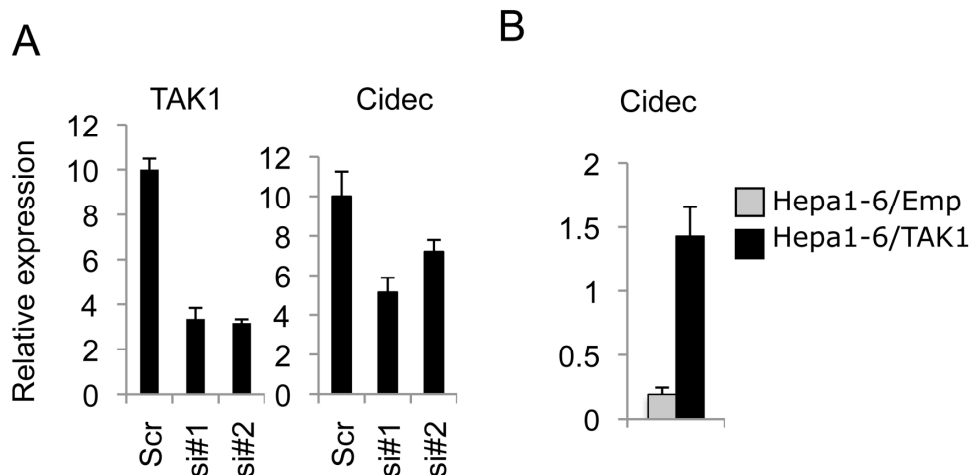 A
TAK1
Relative expression
12
10
8
6
4
2
0
Scr
si#1
si#2
Cidec
12
10
8
6
4
2
0
Scr
si#1
si#2
B
Cidec
2
1.5
1
0.5
0
Hepa1-6/Emp
Hepa1-6/TAK1